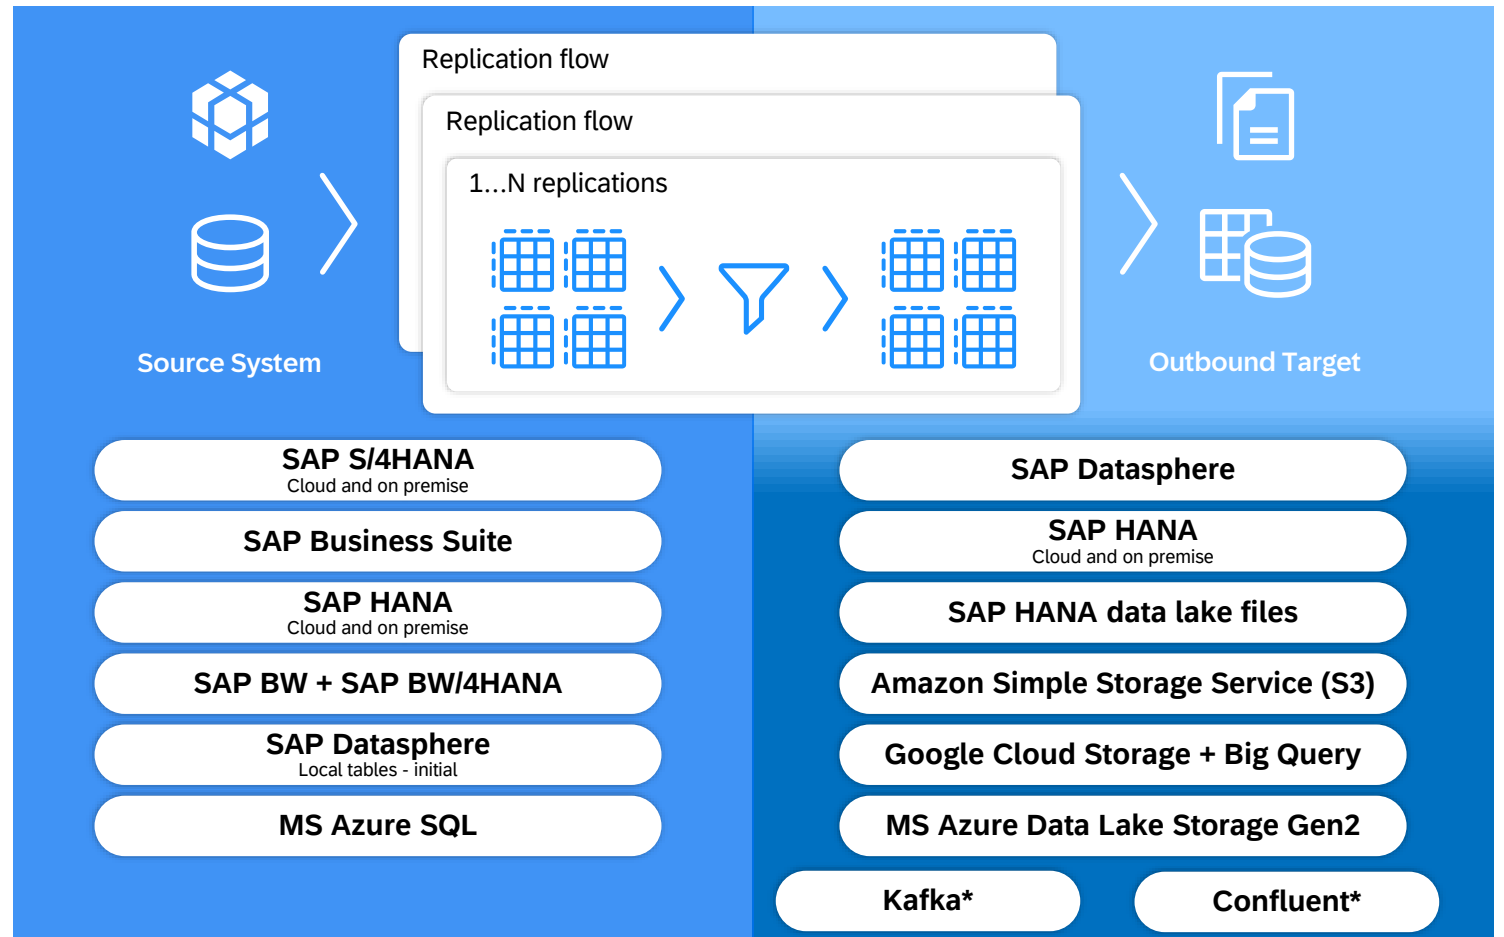 Replication flow
Replication flow
1...N replications
Source System
Outbound Target
SAP S/4HANA
Cloud and on premise
SAP Business Suite
SAP HANA
Cloud and on premise
SAP BW + SAP BW/4HANA
SAP Datasphere
Local tables - initial
MS Azure SQL
SAP Datasphere
SAP HANA
Cloud and on premise
SAP HANA data lake files
Amazon Simple Storage Service (S3)
Google Cloud Storage + Big Query
MS Azure Data Lake Storage Gen2
Kafka*
Confluent*